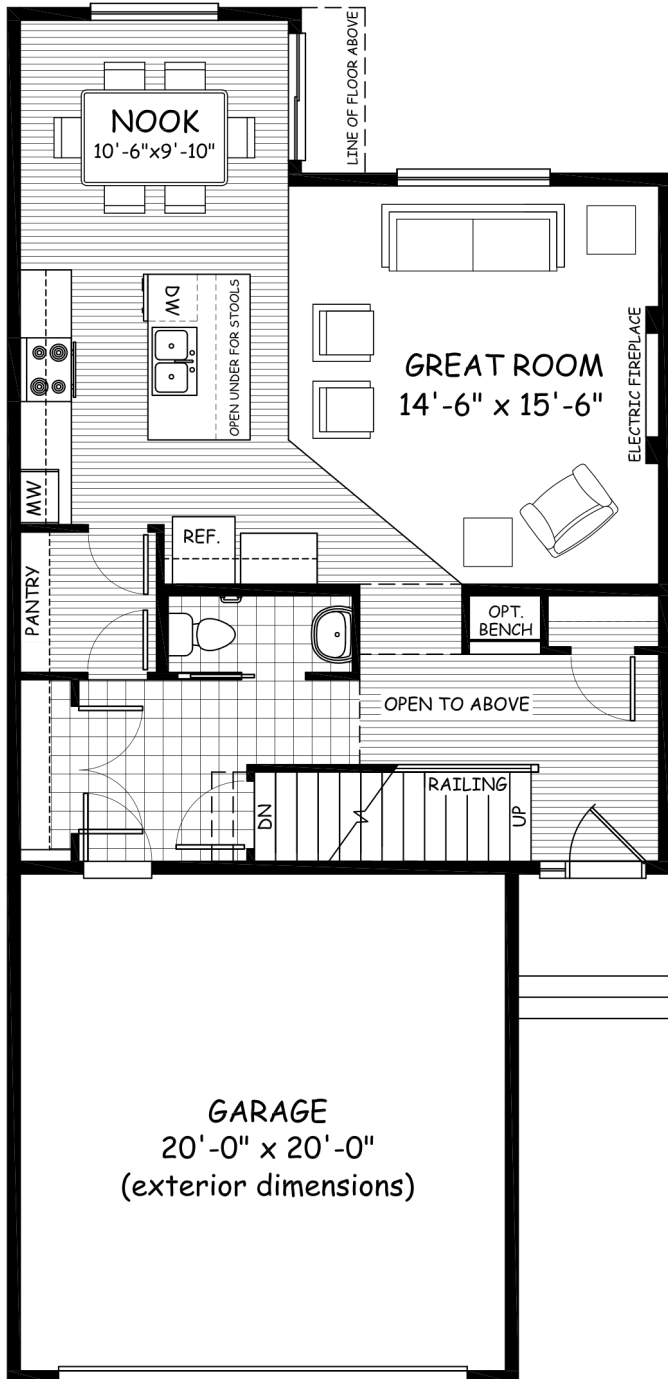 LINE OF FLOOR ABOVE
NOOK
10'-6"x9'-10"
DW
OPEN UNDER FOR STOOLS
GREAT ROOM
14'-6" x 15'-6"
ELECTRIC FIREPLACE
MW
REF.
PANTRY
OPT.
BENCH
OPEN TO ABOVE
RAILING
DN
UP
GARAGE
20'-0" x 20'-0"
(exterior dimensions)